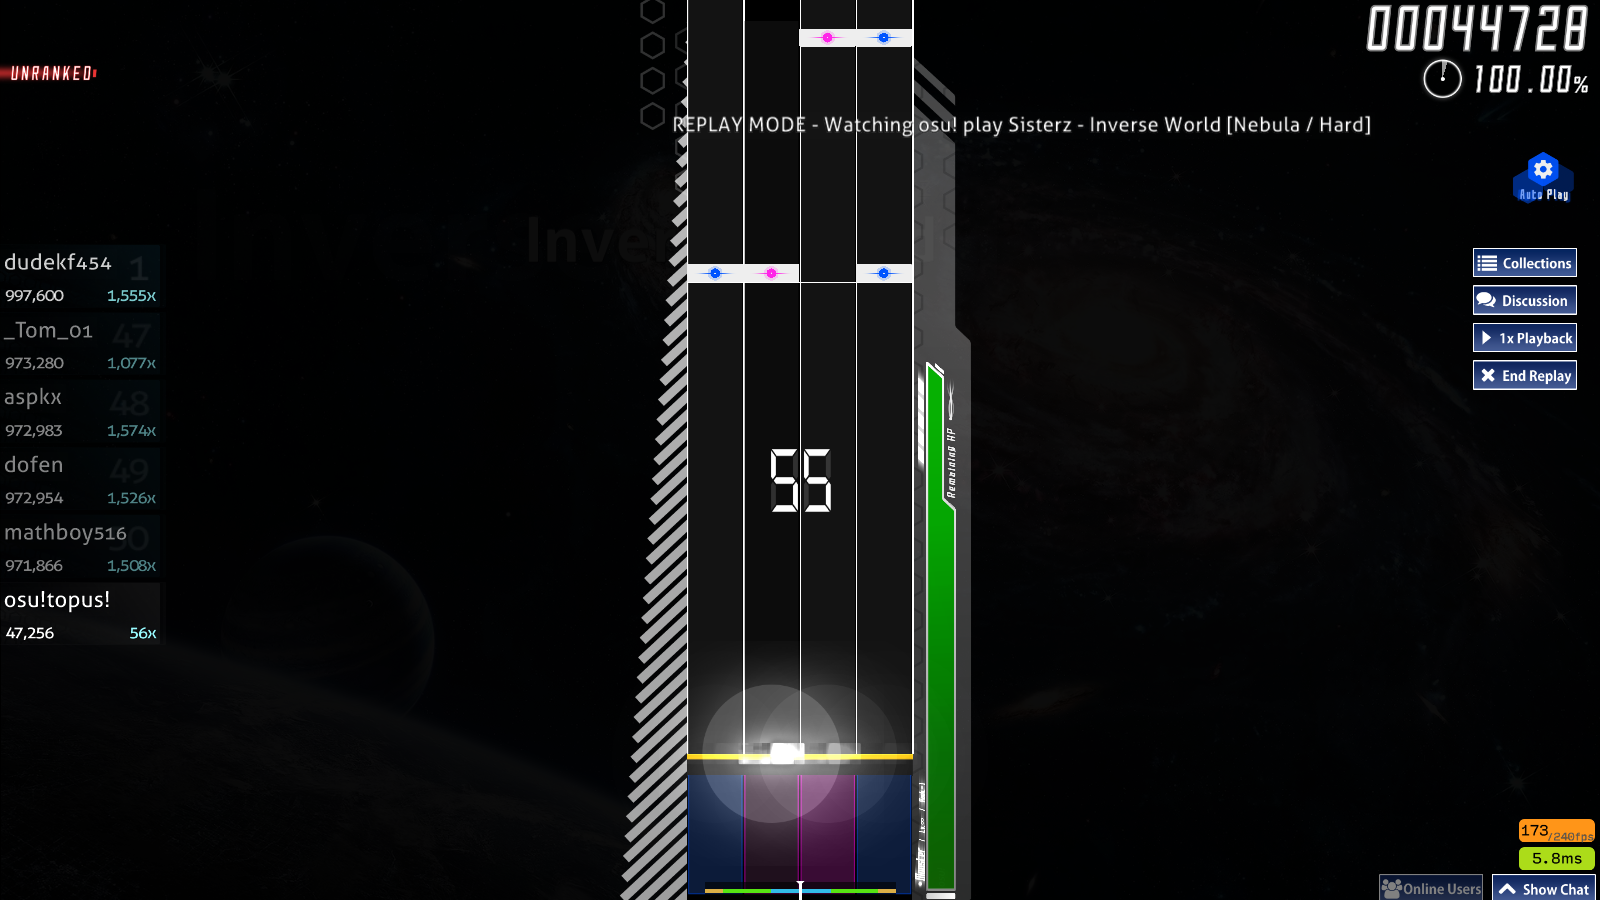 00044728
100.00%
UNRANKED
REPLAY MODE - Watching osu! play Sisterz - Inverse World [Nebula / Hard]
Auto Play
Inve
dudekf454 1
997,600 1,555x
_Tom_01 47
973,280 1,077x
aspkx 48
972,983 1,574x
dofen 49
972,954 1,526x
mathboy516 50
971,866 1,508x
osu!topus!
47,256 56x
Collections
Discussion
1x Playback
End Replay
Remaining HP
55
173/240fps
5.8ms
Online Users
Show Chat